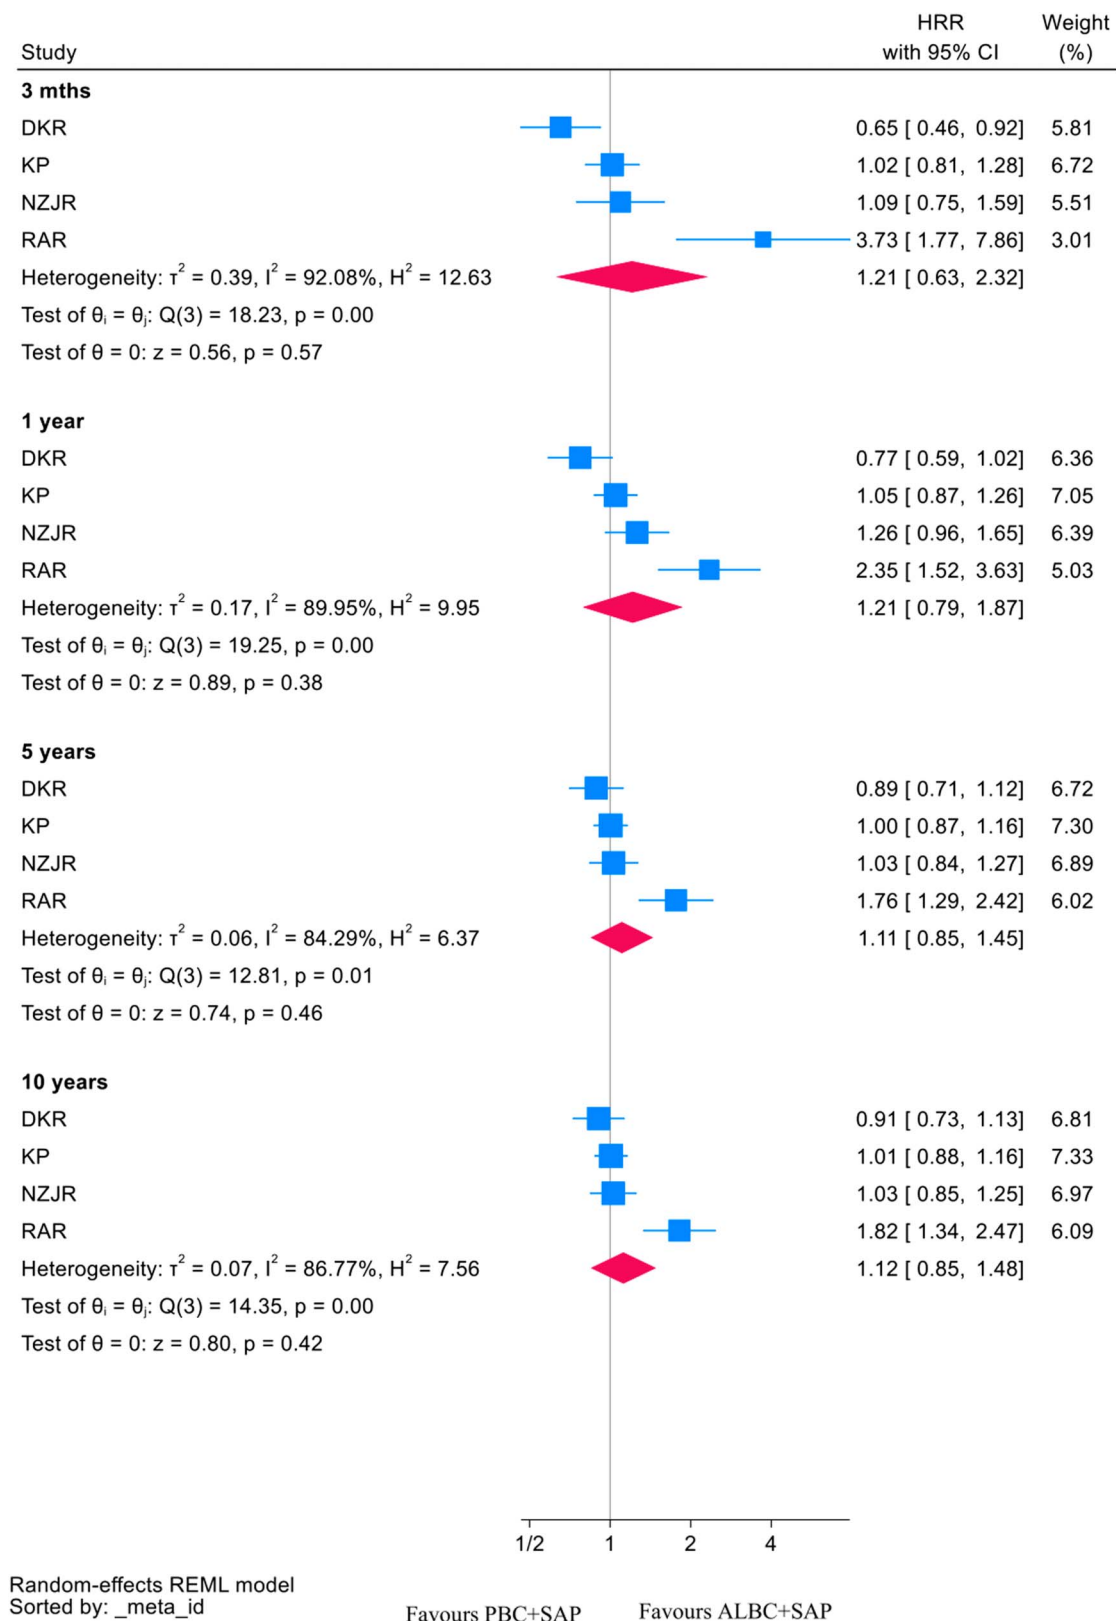 HRR Weight
Study with 95% CI (%)
3 mths
DKR 0.65 [ 0.46, 0.92] 5.81
KP 1.02 [ 0.81, 1.28] 6.72
NZJR 1.09 [ 0.75, 1.59] 5.51
RAR 3.73 [ 1.77, 7.86] 3.01
Heterogeneity: τ² = 0.39, I² = 92.08%, H² = 12.63 1.21 [ 0.63, 2.32]
Test of θᵢ = θⱼ: Q(3) = 18.23, p = 0.00
Test of θ = 0: z = 0.56, p = 0.57
1 year
DKR 0.77 [ 0.59, 1.02] 6.36
KP 1.05 [ 0.87, 1.26] 7.05
NZJR 1.26 [ 0.96, 1.65] 6.39
RAR 2.35 [ 1.52, 3.63] 5.03
Heterogeneity: τ² = 0.17, I² = 89.95%, H² = 9.95 1.21 [ 0.79, 1.87]
Test of θᵢ = θⱼ: Q(3) = 19.25, p = 0.00
Test of θ = 0: z = 0.89, p = 0.38
5 years
DKR 0.89 [ 0.71, 1.12] 6.72
KP 1.00 [ 0.87, 1.16] 7.30
NZJR 1.03 [ 0.84, 1.27] 6.89
RAR 1.76 [ 1.29, 2.42] 6.02
Heterogeneity: τ² = 0.06, I² = 84.29%, H² = 6.37 1.11 [ 0.85, 1.45]
Test of θᵢ = θⱼ: Q(3) = 12.81, p = 0.01
Test of θ = 0: z = 0.74, p = 0.46
10 years
DKR 0.91 [ 0.73, 1.13] 6.81
KP 1.01 [ 0.88, 1.16] 7.33
NZJR 1.03 [ 0.85, 1.25] 6.97
RAR 1.82 [ 1.34, 2.47] 6.09
Heterogeneity: τ² = 0.07, I² = 86.77%, H² = 7.56 1.12 [ 0.85, 1.48]
Test of θᵢ = θⱼ: Q(3) = 14.35, p = 0.00
Test of θ = 0: z = 0.80, p = 0.42
1/2 1 2 4
Random-effects REML model
Sorted by: _meta_id
Favours PBC+SAP Favours ALBC+SAP